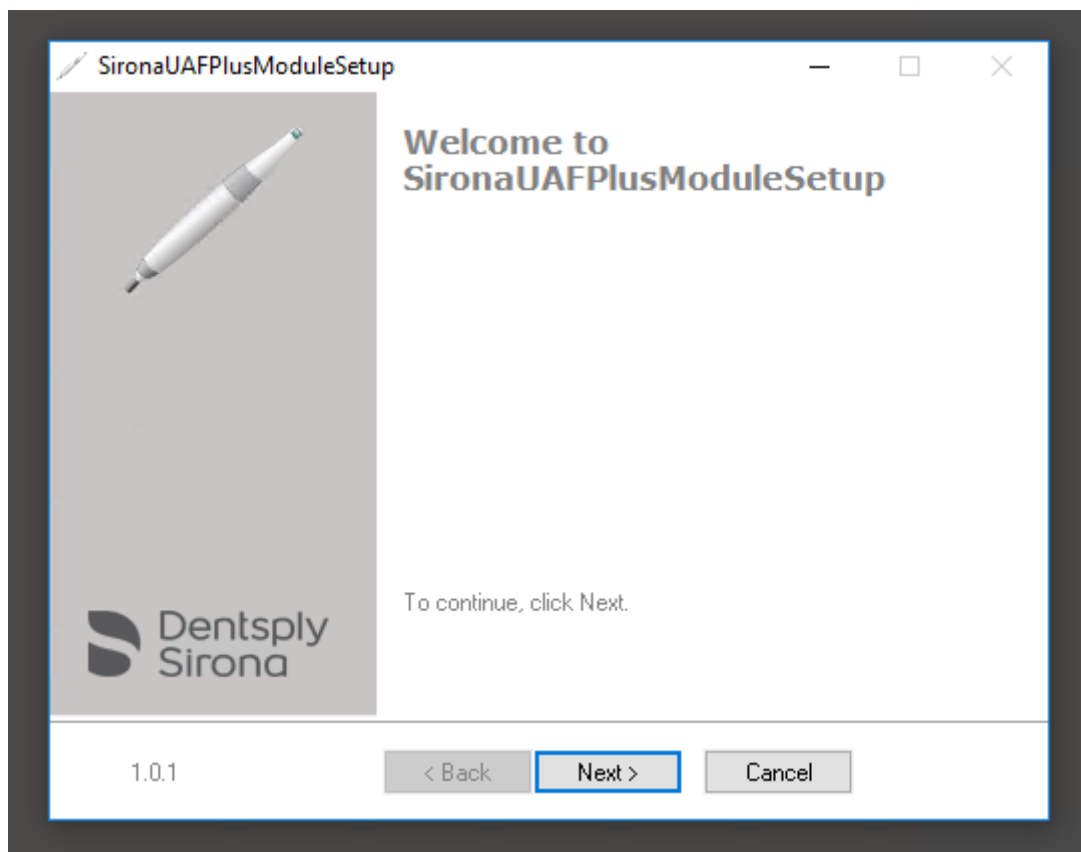 SironaUAFPlusModuleSetup
Welcome to
SironaUAFPlusModuleSetup
To continue, click Next.
Dentsply
Sirona
1.0.1
< Back
Next >
Cancel